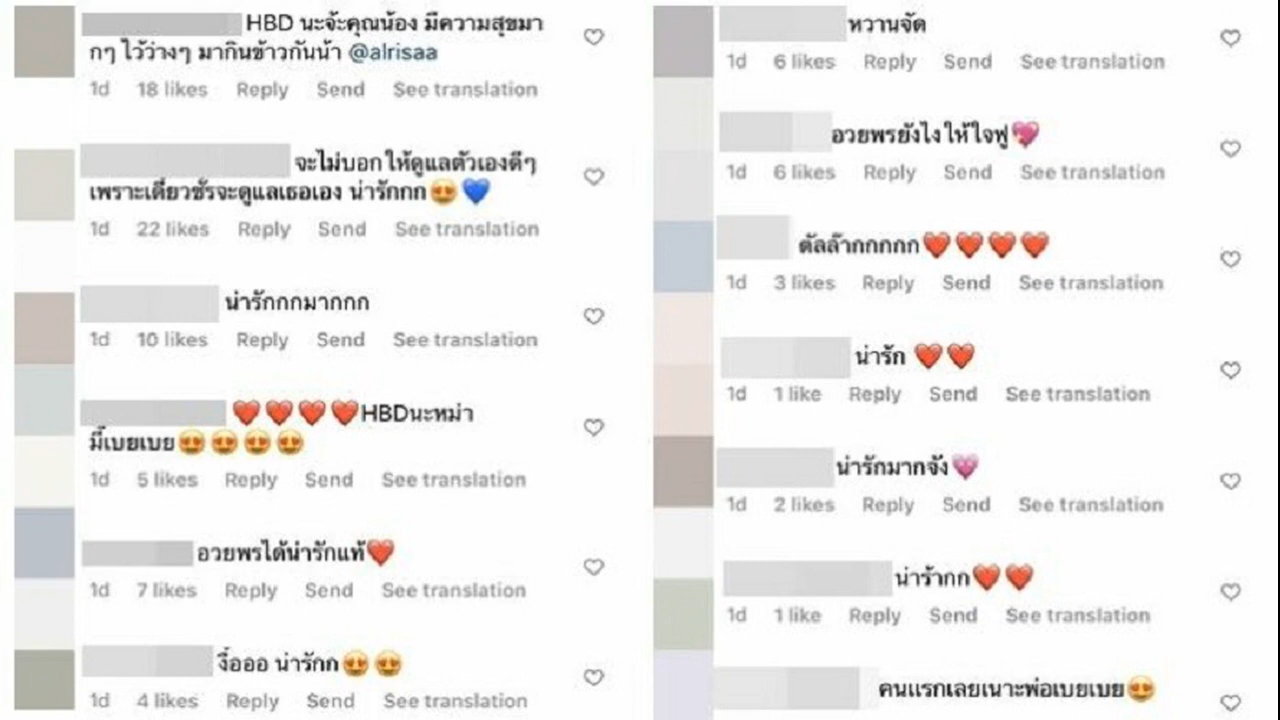 HBD นะจ้ะคุณน้อง มีความสุขมา
กๆ ไว้ว่างๆ มากินข้าวกันน้า @alrisaa
1d 18 likes Reply Send See translation
จะไม่บอกให้ดูแลตัวเองดีๆ
เพราะเดี๋ยวชั้รจะดูแลเธอเอง น่ารักกก😍💙
1d 22 likes Reply Send See translation
น่ารักกกมากกก
1d 10 likes Reply Send See translation
❤️❤️❤️❤️HBDนะหม่า
มี๊เบยเบย😍😍😍😍
1d 5 likes Reply Send See translation
อวยพรได้น่ารักแท้❤️
1d 7 likes Reply Send See translation
งื้อออ น่ารักก😍😍
1d 4 likes Reply Send See translation
หวานจัด
1d 6 likes Reply Send See translation
อวยพรยังไงให้ใจฟู💖
1d 6 likes Reply Send See translation
ดัลล๊ากกกกก❤️❤️❤️❤️
1d 3 likes Reply Send See translation
น่ารัก ❤️❤️
1d 1 like Reply Send See translation
น่ารักมากจัง💗
1d 2 likes Reply Send See translation
น่าร้ากก❤️❤️
1d 1 like Reply Send See translation
คนแรกเลยเนาะพ่อเบยเบย😍